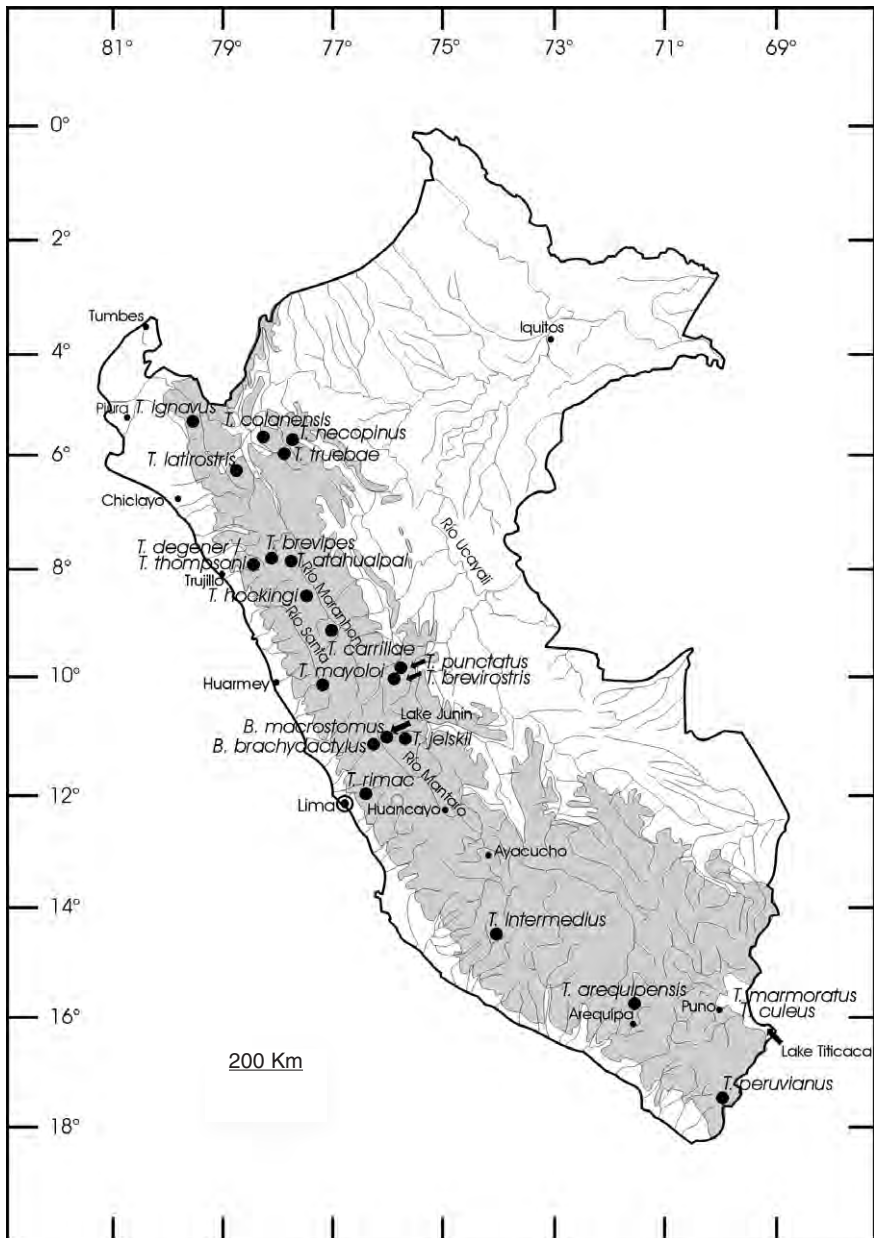 81° 79° 77° 75° 73° 71° 69°
0°
2°
Tumbes
Iquitos
4°
Piura
T. ignavus
T. colanensis
T. necopinus
6°
T. truebae
T. latirostris
Chiclayo
Río Ucayali
T. degeneri
T. brevipes
8°
T. thompsoni
T. atahualpai
Trujillo
Río Maranhon
T. hockingi
Río Santa
T. carrillae
10°
T. punctatus
T. mayoloi
T. brevirostris
Huarmey
Lake Junin
B. macrostomus
B. brachydactylus
T. jelskii
Río Mantaro
T. rimac
12°
Lima
Huancayo
Ayacucho
14°
T. intermedius
T. arequipensis
T. marmoratus
Puno
culeus
Arequipa
16°
Lake Titicaca
200 Km
T. peruvianus
18°